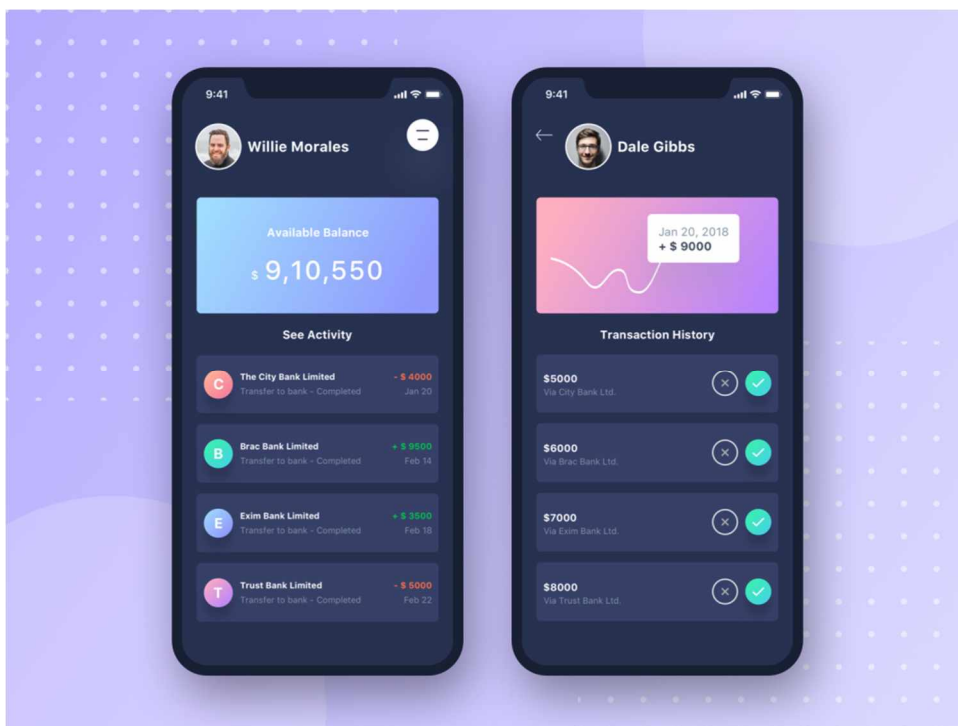 9:41
Willie Morales
Available Balance
$ 9,10,550
See Activity
C
The City Bank Limited
- $ 4000
Transfer to bank - Completed
Jan 20
B
Brac Bank Limited
+ $ 9500
Transfer to bank - Completed
Feb 14
E
Exim Bank Limited
+ $ 3500
Transfer to bank - Completed
Feb 18
T
Trust Bank Limited
- $ 5000
Transfer to bank - Completed
Feb 22
9:41
Dale Gibbs
Jan 20, 2018
+ $ 9000
Transaction History
$5000
Via City Bank Ltd.
$6000
Via Brac Bank Ltd.
$7000
Via Exim Bank Ltd.
$8000
Via Trust Bank Ltd.